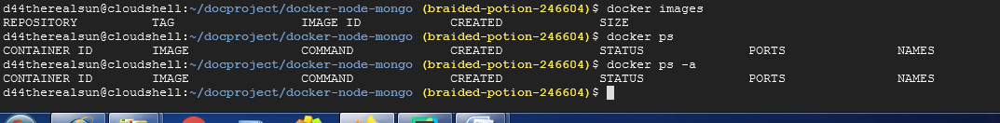 d44therealsun@cloudshell:~/docproject/docker-node-mongo (braided-potion-246604)$ docker images
REPOSITORY TAG IMAGE ID CREATED SIZE
d44therealsun@cloudshell:~/docproject/docker-node-mongo (braided-potion-246604)$ docker ps
CONTAINER ID IMAGE COMMAND CREATED STATUS PORTS NAMES
d44therealsun@cloudshell:~/docproject/docker-node-mongo (braided-potion-246604)$ docker ps -a
CONTAINER ID IMAGE COMMAND CREATED STATUS PORTS NAMES
d44therealsun@cloudshell:~/docproject/docker-node-mongo (braided-potion-246604)$